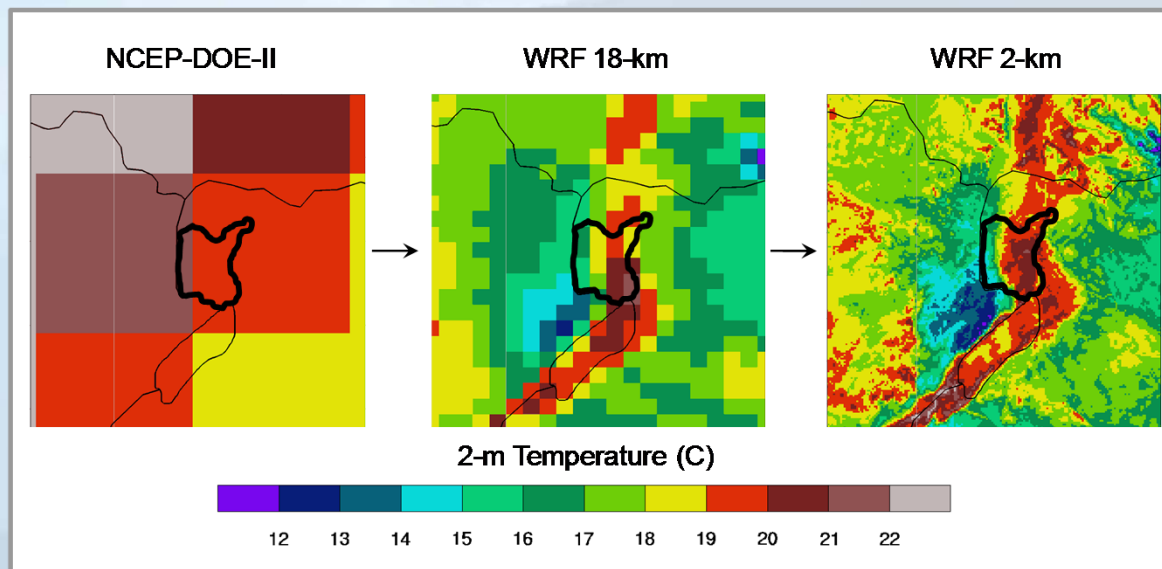 NCEP-DOE-II WRF 18-km WRF 2-km
2-m Temperature (C)
12 13 14 15 16 17 18 19 20 21 22